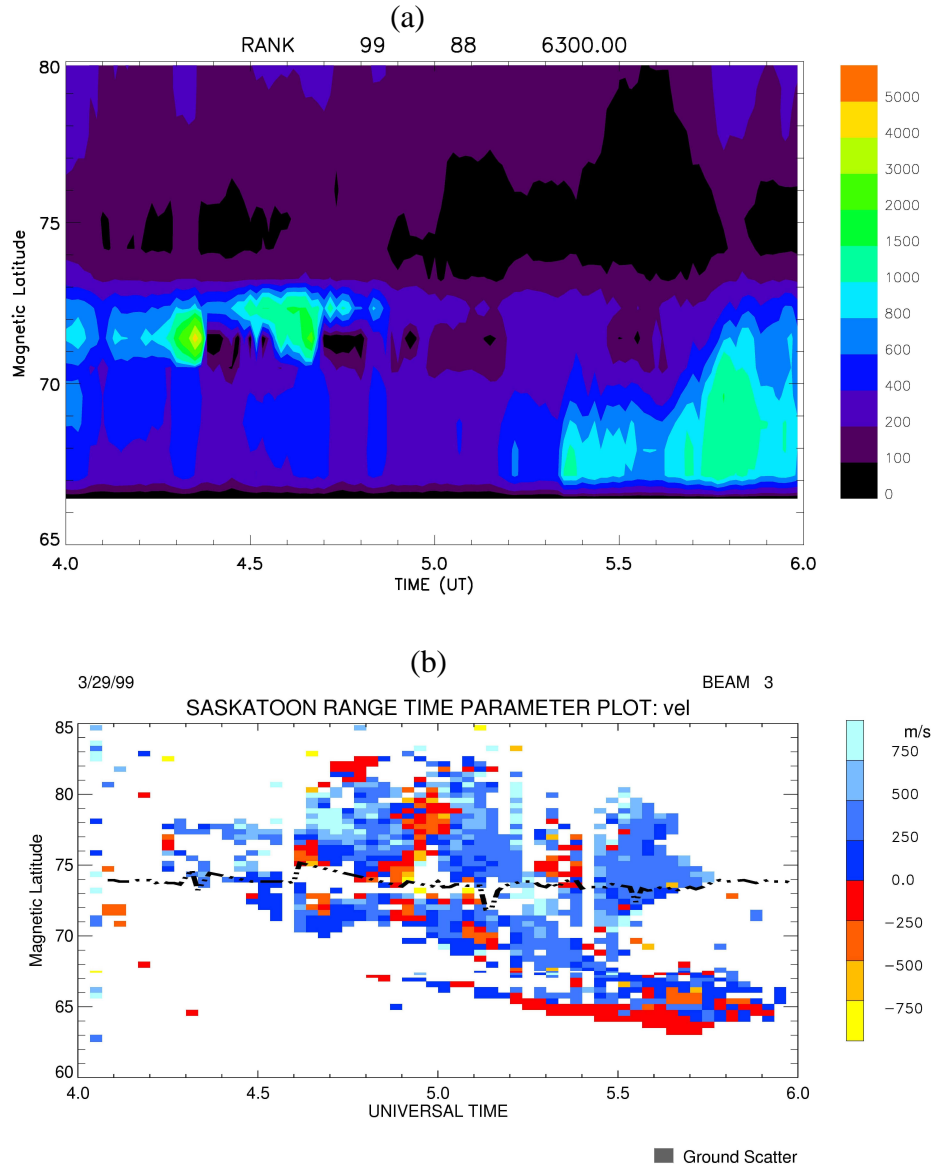 (a)
RANK 99 88 6300.00
80
75
70
65
Magnetic Latitude
4.0 4.5 5.0 5.5 6.0
TIME (UT)
5000
4000
3000
2000
1500
1000
800
600
400
200
100
0
(b)
3/29/99 BEAM 3
SASKATOON RANGE TIME PARAMETER PLOT: vel
85
80
75
70
65
60
Magnetic Latitude
4.0 4.5 5.0 5.5 6.0
UNIVERSAL TIME
m/s
750
500
250
0.0
−250
−500
−750
Ground Scatter